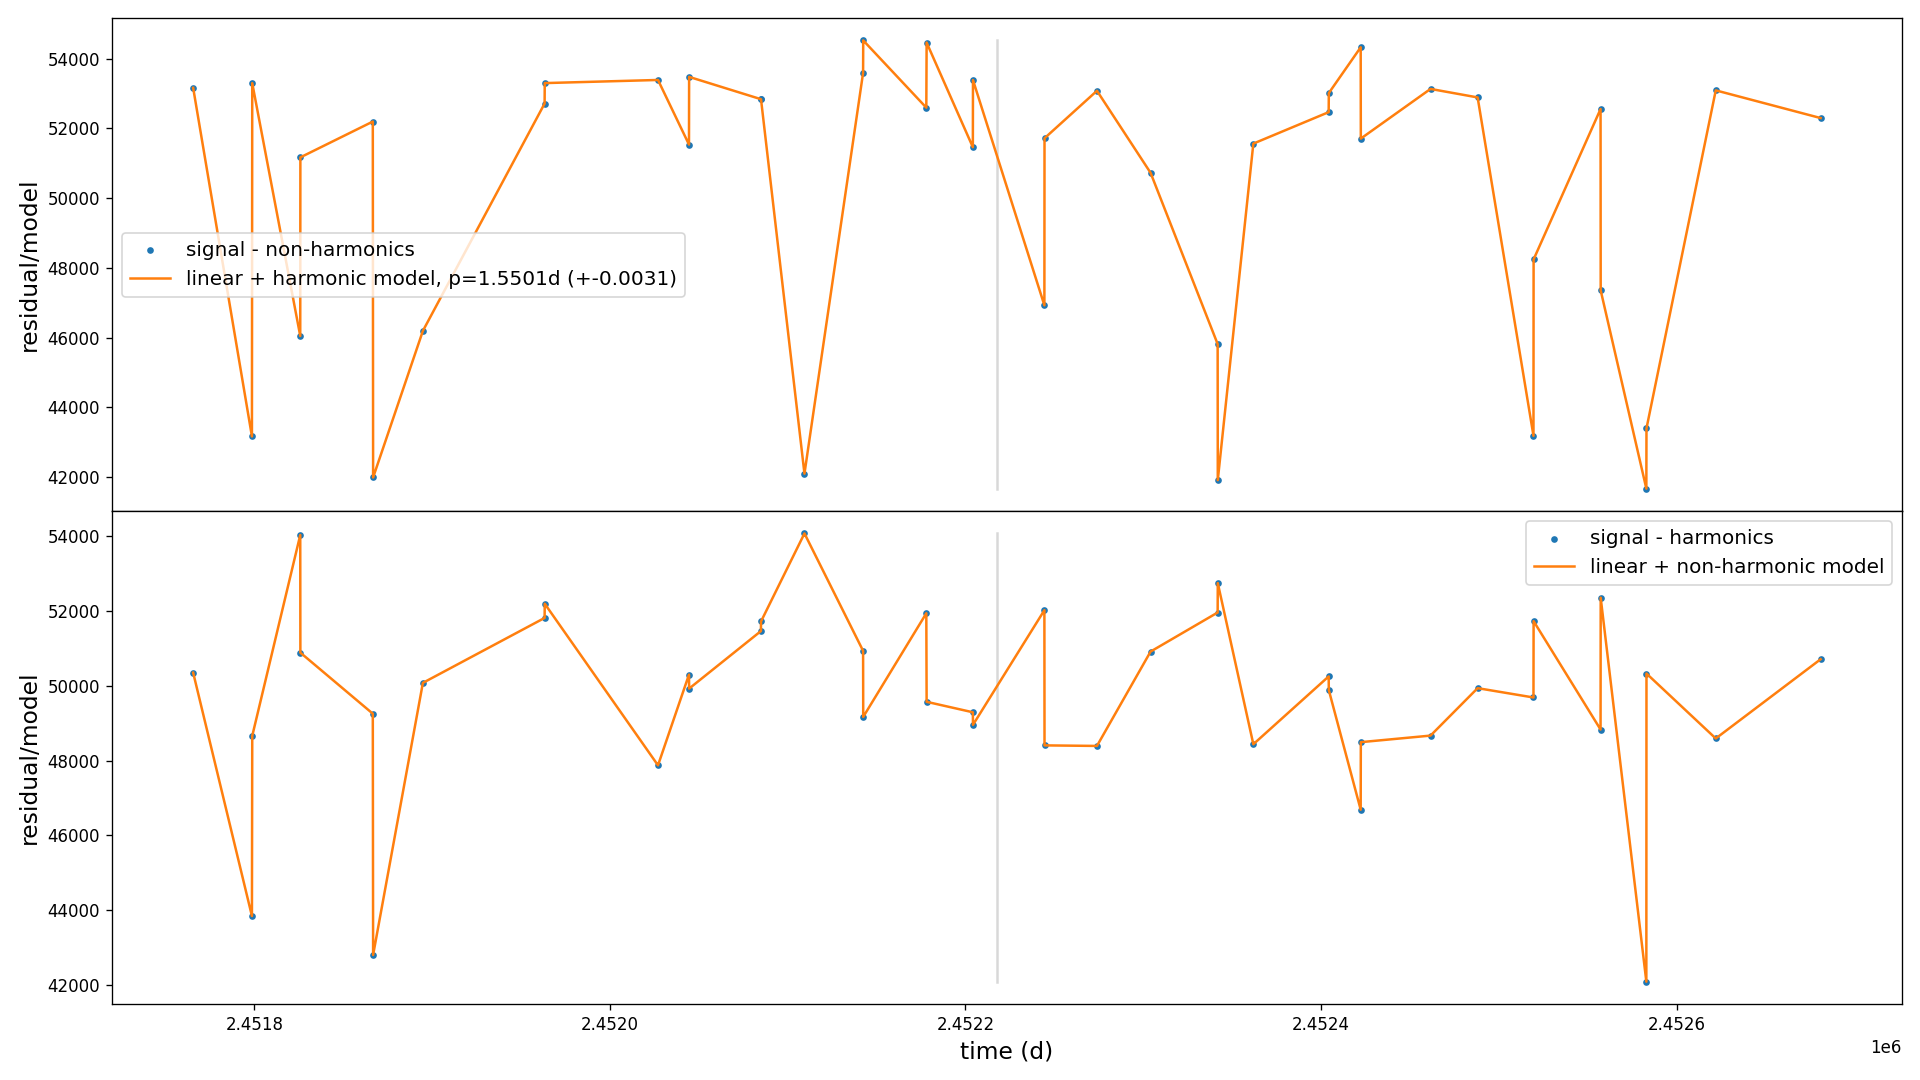 54000
52000
50000
48000
46000
44000
42000
residual/model
signal - non-harmonics
linear + harmonic model, p=1.5501d (+-0.0031)
54000
52000
50000
48000
46000
44000
42000
residual/model
signal - harmonics
linear + non-harmonic model
2.4518
2.4520
2.4522
2.4524
2.4526
1e6
time (d)